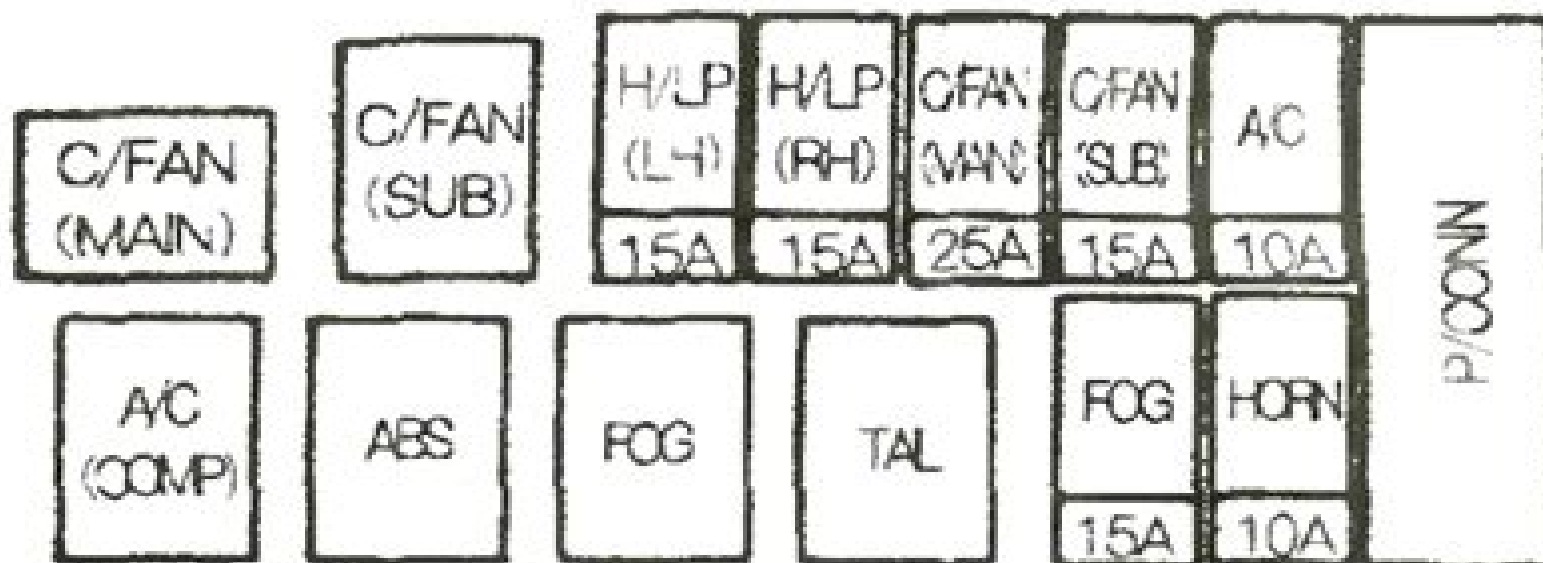 C/FAN
(MAIN)
C/FAN
(SUB)
H/LP
(LH)
15A
H/LP
(RH)
15A
C/FAN
(MAIN)
25A
C/FAN
(SUB)
15A
A/C
10A
P/CONN
A/C
(COMP)
ABS
FOG
TAIL
FOG
15A
HORN
10A